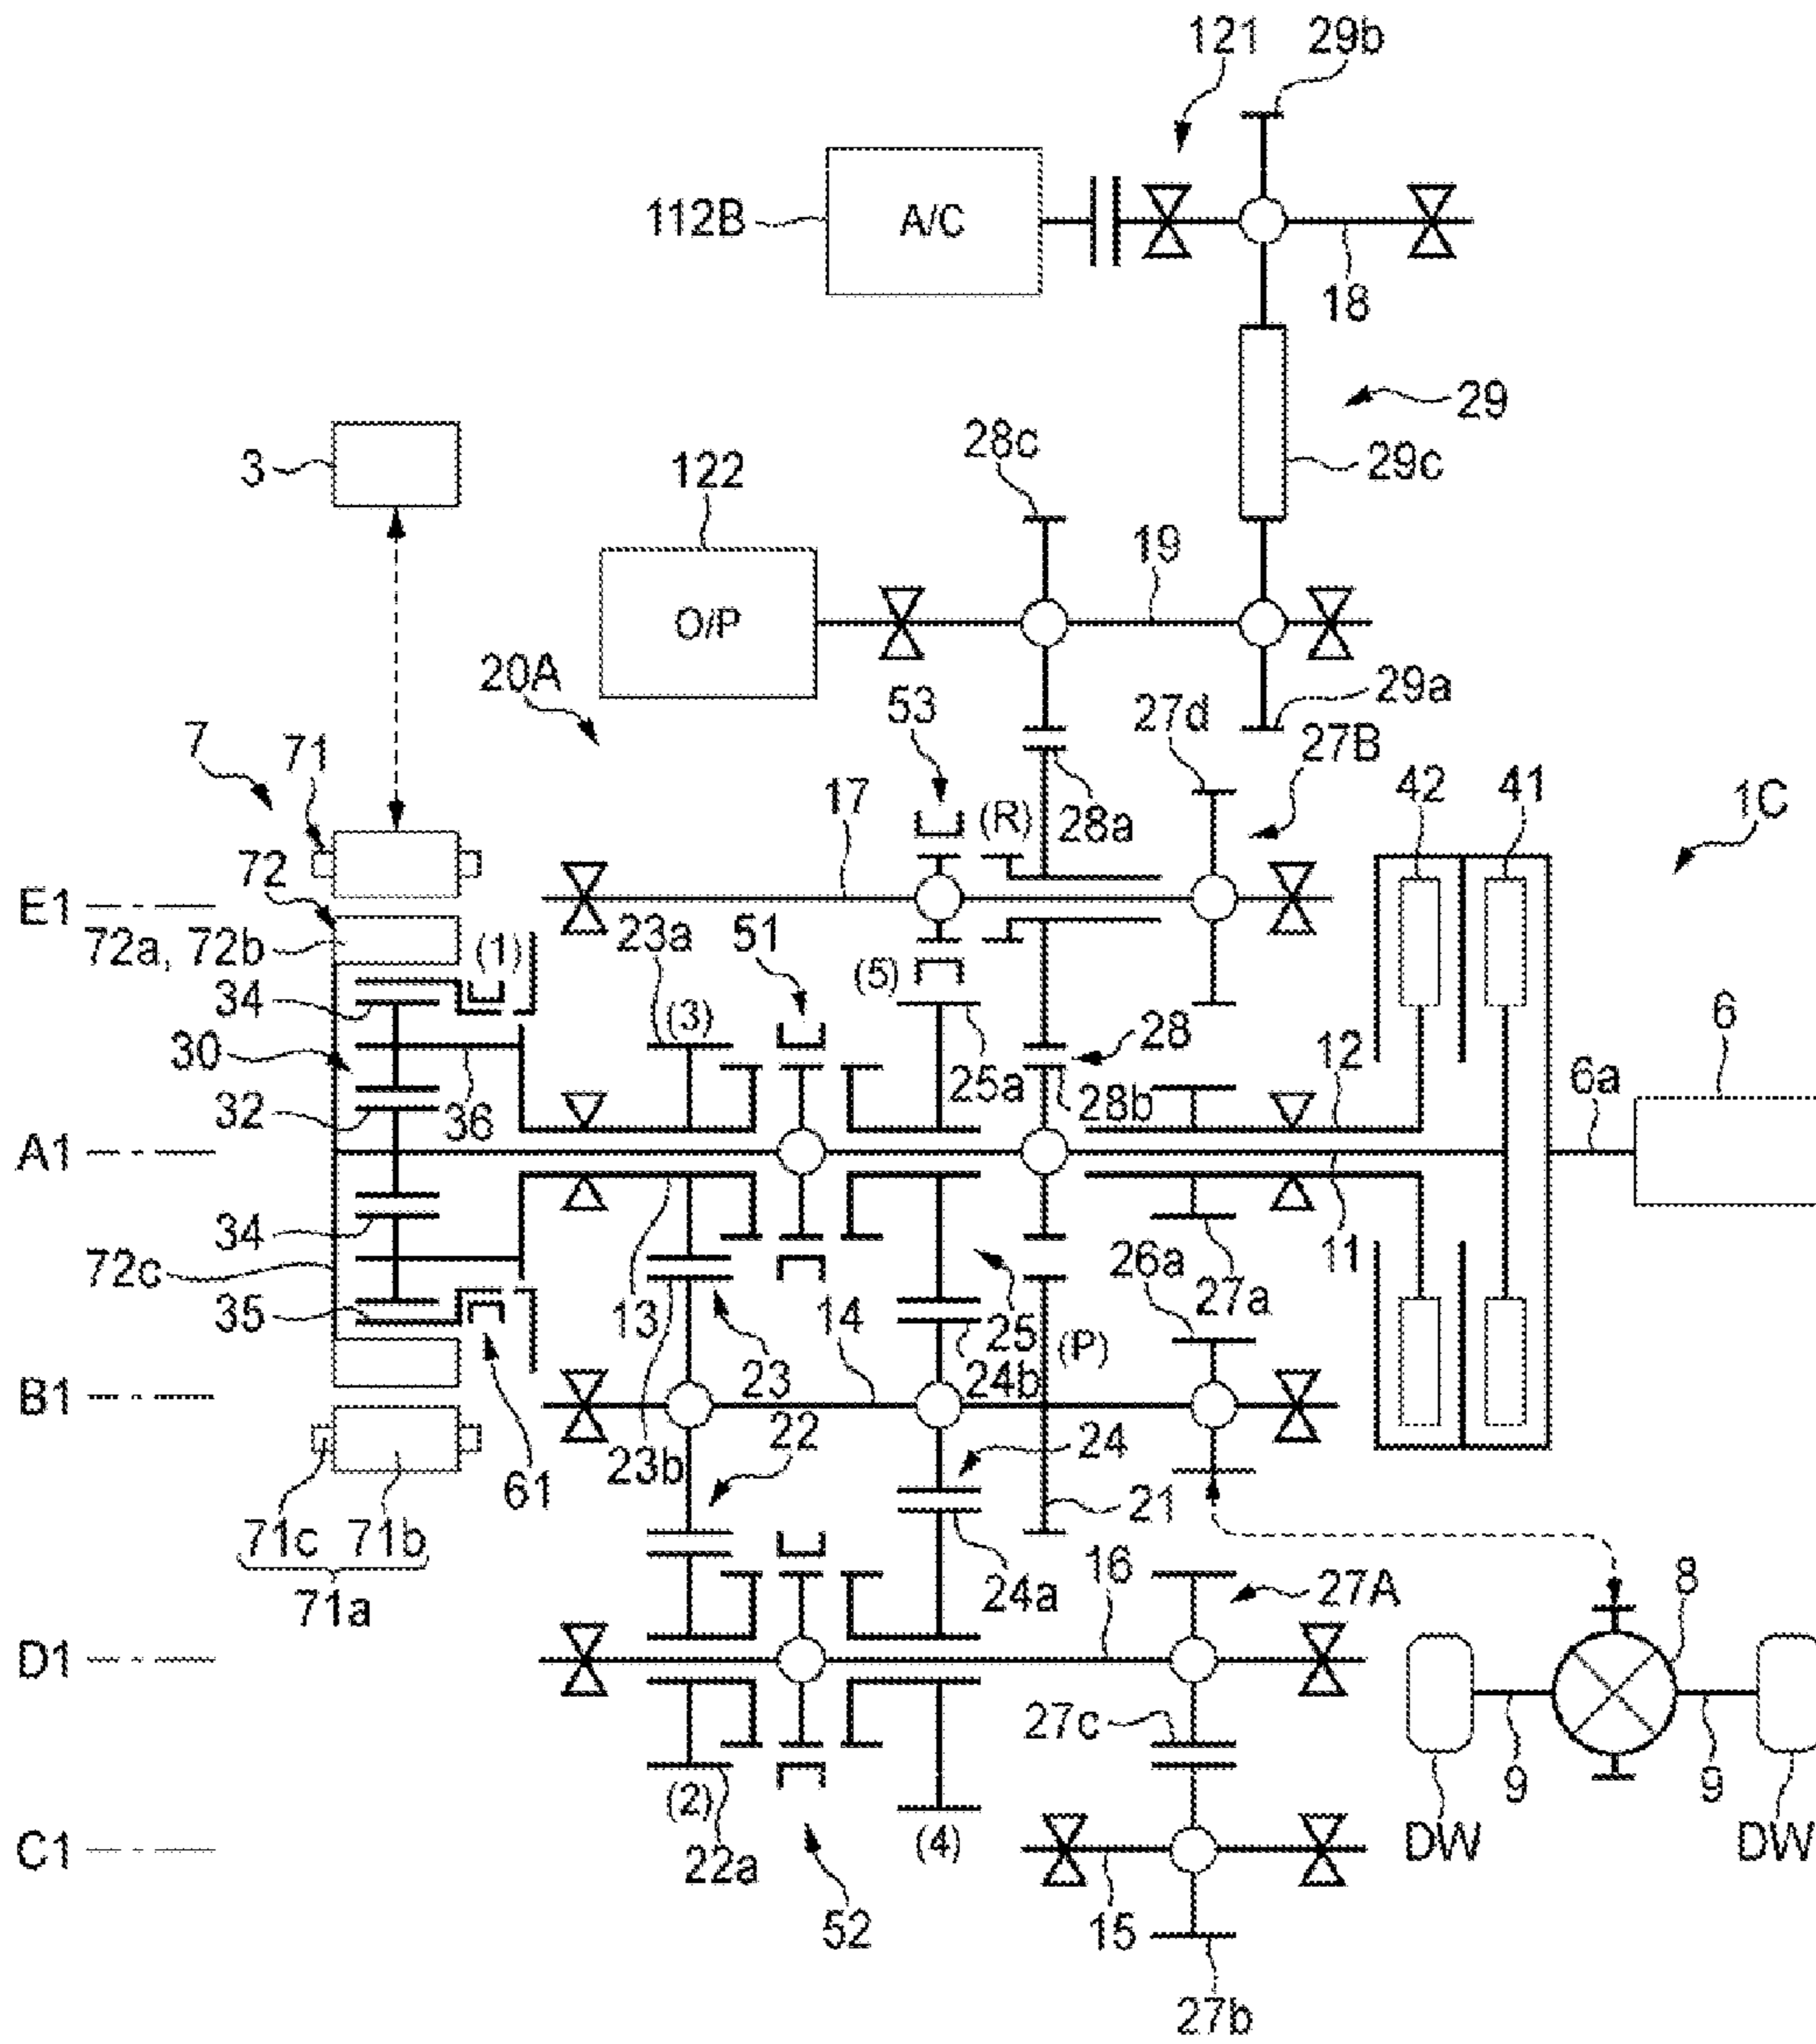 121
29b
112B
A/C
18
29
3
28c
29c
122
19
O/P
20A
53
29a
27d
27B
7
71
17
(R)
28a
42
41
1C
72
E1
72a, 72b
(1)
23a
51
(5)
34
(3)
28
6
30
12
25a
6a
32
36
28b
A1
34
11
72c
26a
27a
35
13
14
25
(P)
23
24b
B1
22
24
23b
61
21
71c
71b
16
27A
24a
8
71a
D1
27c
(2)
9
9
(4)
DW
DW
C1
22a
15
52
27b